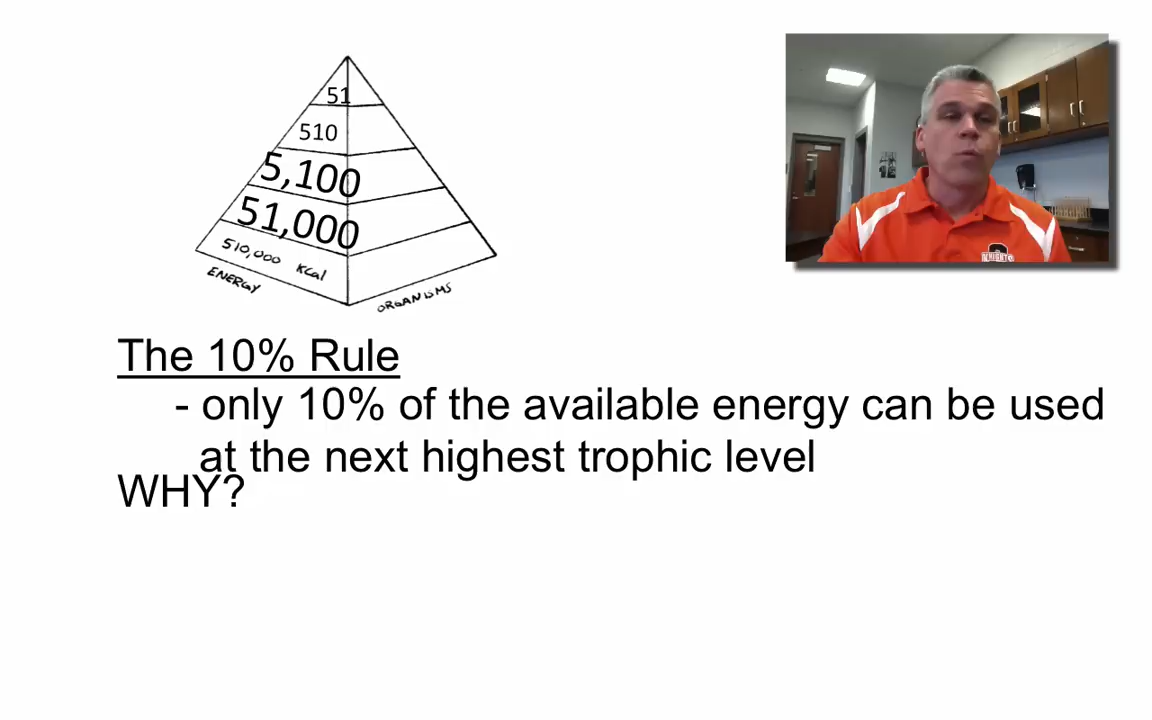 51
510
5,100
51,000
510,000 KCal
ENERGY
ORGANISMS
KNIGHTS
The 10% Rule
- only 10% of the available energy can be used
at the next highest trophic level
WHY?